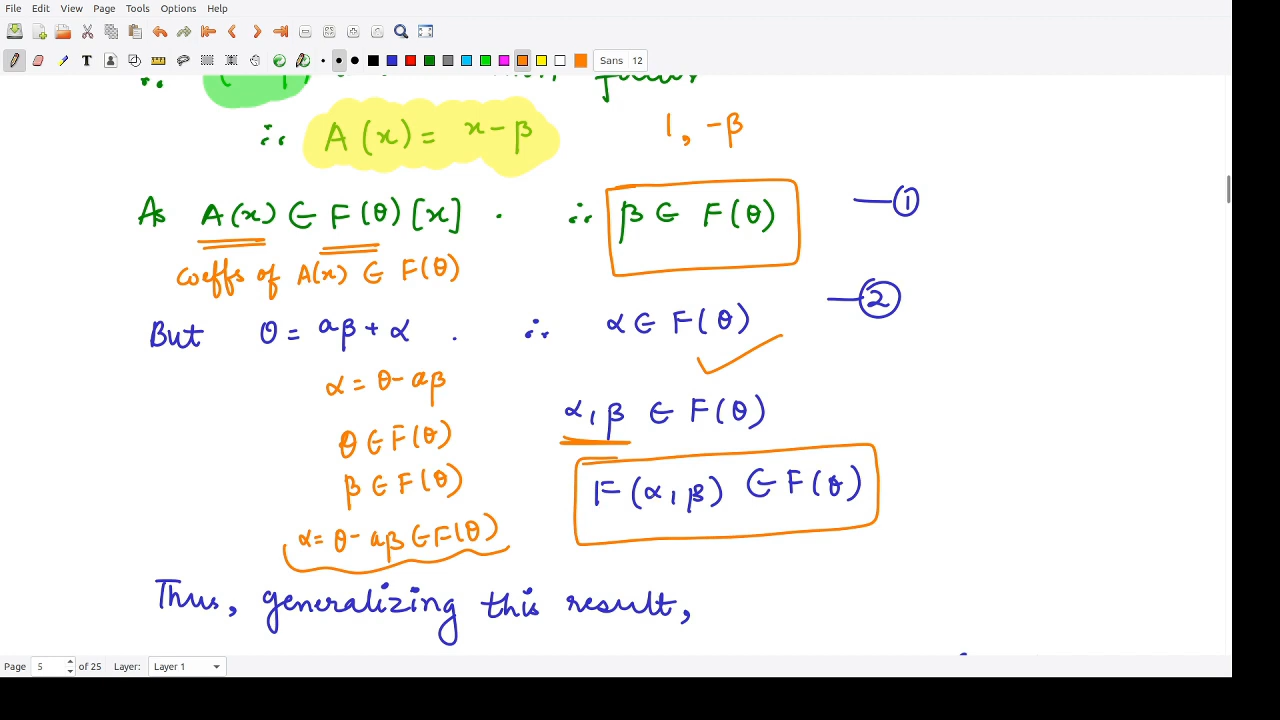 File Edit View Page Tools Options Help
T Sans 12
∴ A(x) = x-β 1, -β
As A(x) ∈ F(θ)[x] . ∴ β ∈ F(θ) —①
coeffs of A(x) ∈ F(θ)
But θ = aβ + α . ∴ α ∈ F(θ) —②
α = θ - aβ
α, β ∈ F(θ)
θ ∈ F(θ)
β ∈ F(θ)
F(α, β) ∈ F(θ)
α = θ - aβ ∈ F(θ)
Thus, generalizing this result,
Page 5 of 25 Layer: Layer 1